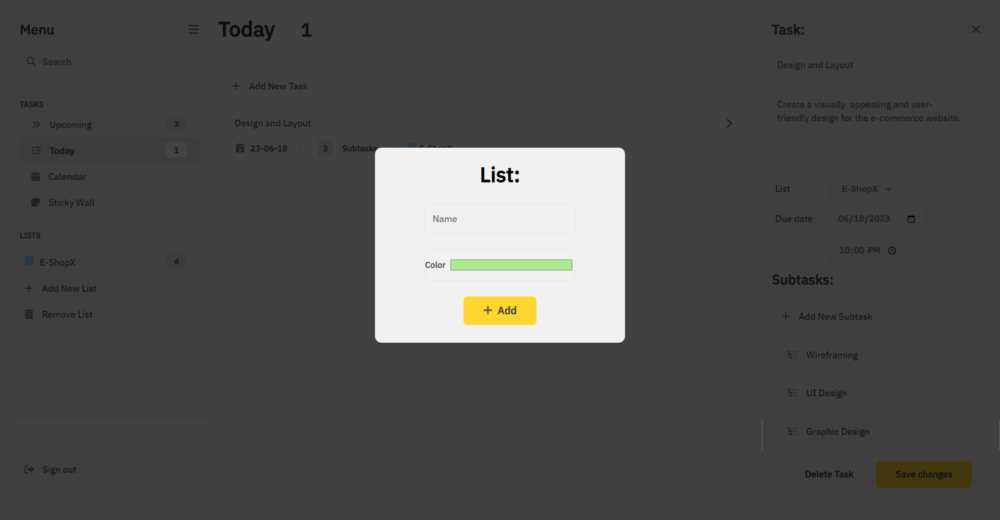 Menu
Search
TASKS
Upcoming 3
Today 1
Calendar
Sticky Wall
LISTS
E-ShopX 4
Add New List
Remove List
Sign out
Today 1
Add New Task
Design and Layout
23-06-18 3 Subtasks E-ShopX
List:
Name
Color
Add
Task:
Design and Layout
Create a visually  appealing and user-
friendly design for the e-commerce website.
List E-ShopX
Due date 06/18/2023
10:00 PM
Subtasks:
Add New Subtask
Wireframing
UI Design
Graphic Design
Delete Task Save changes